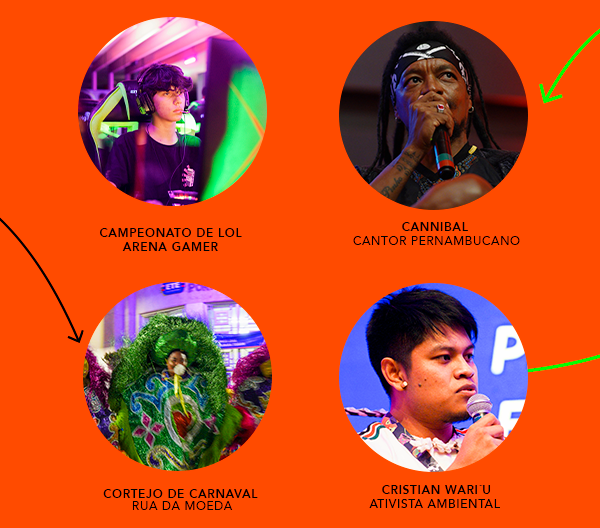 CAMPEONATO DE LOL
ARENA GAMER
CANNIBAL
CANTOR PERNAMBUCANO
CORTEJO DE CARNAVAL
RUA DA MOEDA
CRISTIAN WARI´U
ATIVISTA AMBIENTAL